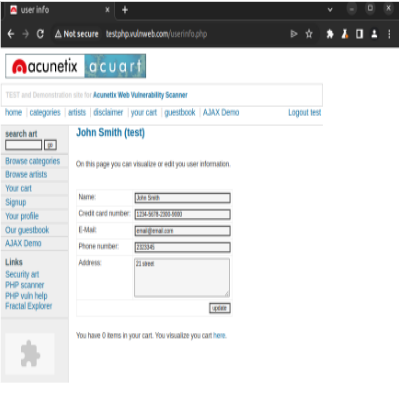 user info
Not secure testphp.vulnweb.com/userinfo.php
acunetix acuart
TEST and Demonstration site for Acunetix Web Vulnerability Scanner
home | categories | artists | disclaimer | your cart | guestbook | AJAX Demo Logout test
search art
go
Browse categories
Browse artists
Your cart
Signup
Your profile
Our guestbook
AJAX Demo
Links
Security art
PHP scanner
PHP vuln help
Fractal Explorer
John Smith (test)
On this page you can visualize or edit you user information.
Name: John Smith
Credit card number: 1234-5678-2300-9000
E-Mail: email@email.com
Phone number: 2323345
Address: 21 street
update
You have 0 items in your cart. You visualize you cart here.